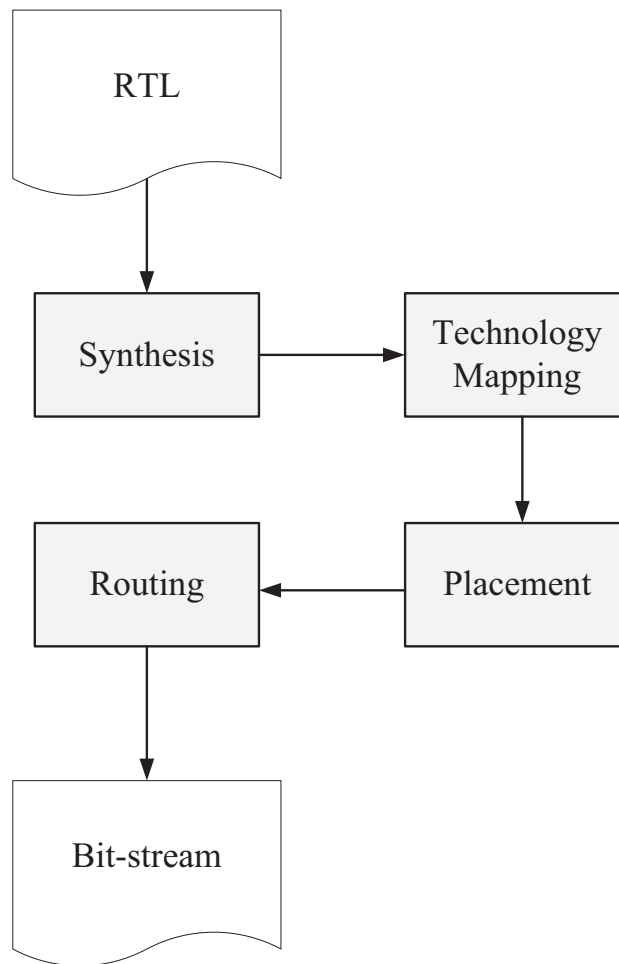 RTL
Synthesis
Technology
Mapping
Routing
Placement
Bit-stream